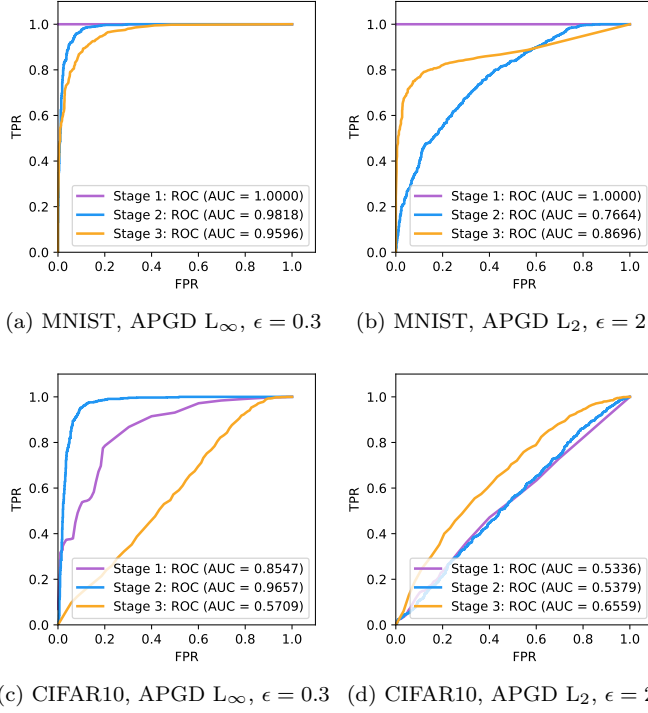 1.0
0.8
0.6
0.4
0.2
0.0
TPR
0.0 0.2 0.4 0.6 0.8 1.0
FPR
Stage 1: ROC (AUC = 1.0000)
Stage 2: ROC (AUC = 0.9818)
Stage 3: ROC (AUC = 0.9596)
(a) MNIST, APGD L∞, ϵ = 0.3
1.0
0.8
0.6
0.4
0.2
0.0
TPR
0.0 0.2 0.4 0.6 0.8 1.0
FPR
Stage 1: ROC (AUC = 1.0000)
Stage 2: ROC (AUC = 0.7664)
Stage 3: ROC (AUC = 0.8696)
(b) MNIST, APGD L₂, ϵ = 2
1.0
0.8
0.6
0.4
0.2
0.0
TPR
0.0 0.2 0.4 0.6 0.8 1.0
FPR
Stage 1: ROC (AUC = 0.8547)
Stage 2: ROC (AUC = 0.9657)
Stage 3: ROC (AUC = 0.5709)
(c) CIFAR10, APGD L∞, ϵ = 0.3
1.0
0.8
0.6
0.4
0.2
0.0
TPR
0.0 0.2 0.4 0.6 0.8 1.0
FPR
Stage 1: ROC (AUC = 0.5336)
Stage 2: ROC (AUC = 0.5379)
Stage 3: ROC (AUC = 0.6559)
(d) CIFAR10, APGD L₂, ϵ = 2